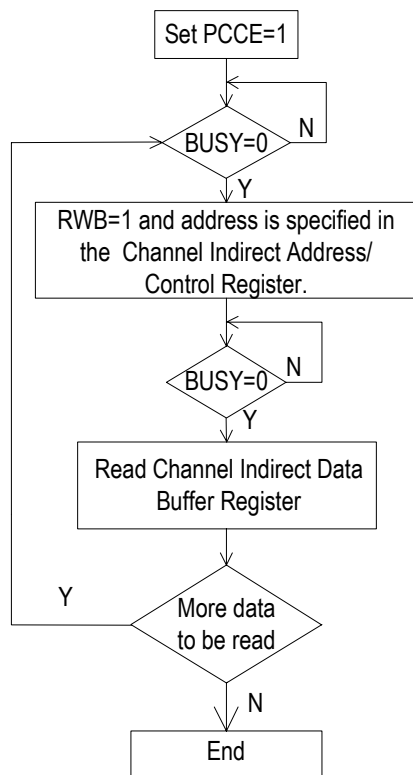 Set PCCE=1
N
BUSY=0
Y
RWB=1 and address is specified in
the Channel Indirect Address/
Control Register.
N
BUSY=0
Y
Read Channel Indirect Data
Buffer Register
Y
More data
to be read
N
End